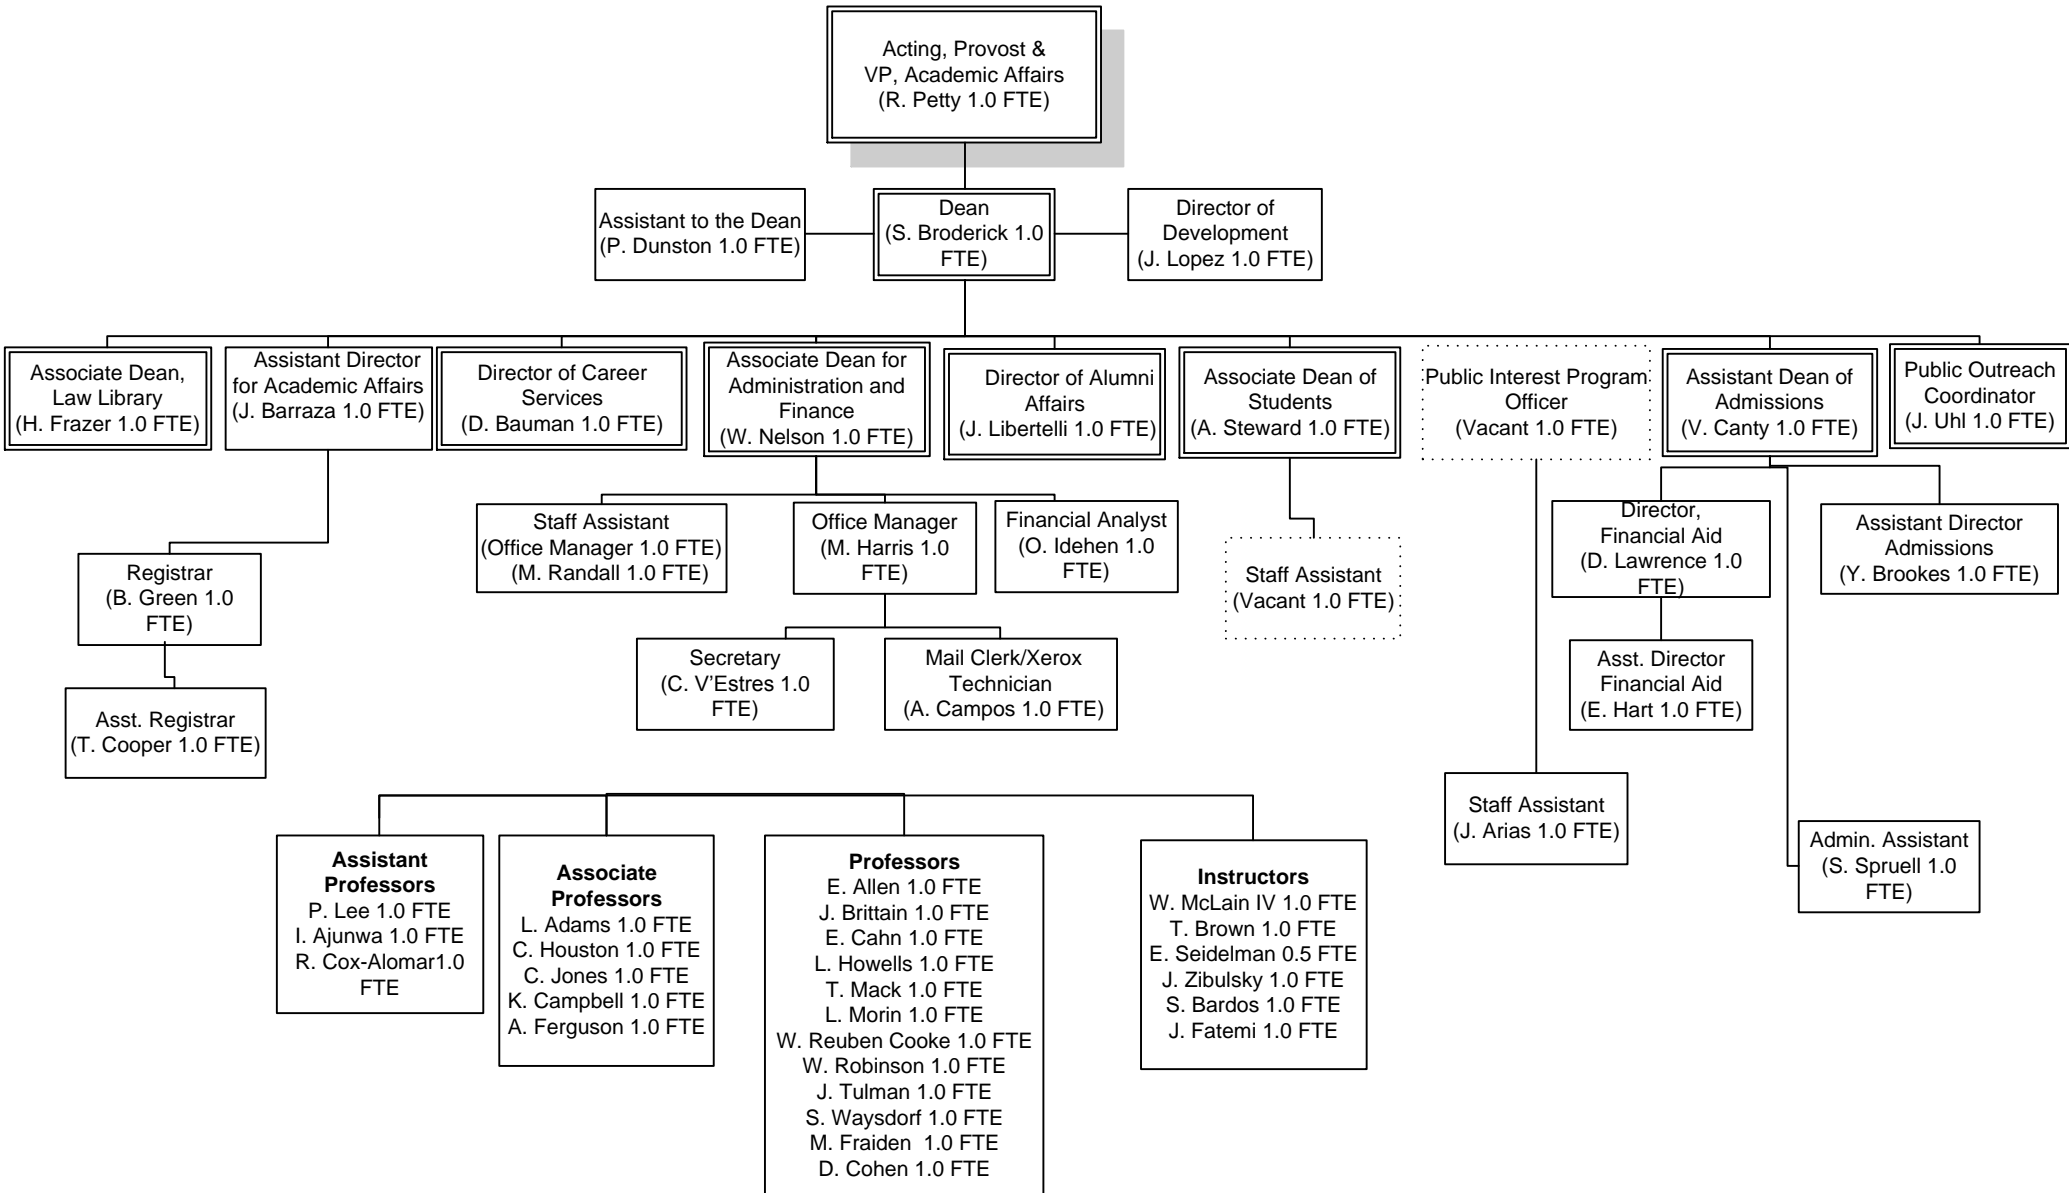 Acting, Provost &
VP, Academic Affairs
(R. Petty 1.0 FTE)
Assistant to the Dean
(P. Dunston 1.0 FTE)
Dean
(S. Broderick 1.0
FTE)
Director of
Development
(J. Lopez 1.0 FTE)
Associate Dean,
Law Library
(H. Frazer 1.0 FTE)
Assistant Director
for Academic Affairs
(J. Barraza 1.0 FTE)
Director of Career
Services
(D. Bauman 1.0 FTE)
Associate Dean for
Administration and
Finance
(W. Nelson 1.0 FTE)
Director of Alumni
Affairs
(J. Libertelli 1.0 FTE)
Associate Dean of
Students
(A. Steward 1.0 FTE)
Public Interest Program
Officer
(Vacant 1.0 FTE)
Assistant Dean of
Admissions
(V. Canty 1.0 FTE)
Public Outreach
Coordinator
(J. Uhl 1.0 FTE)
Registrar
(B. Green 1.0
FTE)
Staff Assistant
(Office Manager 1.0 FTE)
(M. Randall 1.0 FTE)
Office Manager
(M. Harris 1.0
FTE)
Financial Analyst
(O. Idehen 1.0
FTE)
Staff Assistant
(Vacant 1.0 FTE)
Director,
Financial Aid
(D. Lawrence 1.0
FTE)
Assistant Director
Admissions
(Y. Brookes 1.0 FTE)
Asst. Registrar
(T. Cooper 1.0 FTE)
Secretary
(C. V'Estres 1.0
FTE)
Mail Clerk/Xerox
Technician
(A. Campos 1.0 FTE)
Asst. Director
Financial Aid
(E. Hart 1.0 FTE)
Staff Assistant
(J. Arias 1.0 FTE)
Admin. Assistant
(S. Spruell 1.0
FTE)
Assistant
Professors
P. Lee 1.0 FTE
I. Ajunwa 1.0 FTE
R. Cox-Alomar1.0
FTE
Associate
Professors
L. Adams 1.0 FTE
C. Houston 1.0 FTE
C. Jones 1.0 FTE
K. Campbell 1.0 FTE
A. Ferguson 1.0 FTE
Professors
E. Allen 1.0 FTE
J. Brittain 1.0 FTE
E. Cahn 1.0 FTE
L. Howells 1.0 FTE
T. Mack 1.0 FTE
L. Morin 1.0 FTE
W. Reuben Cooke 1.0 FTE
W. Robinson 1.0 FTE
J. Tulman 1.0 FTE
S. Waysdorf 1.0 FTE
M. Fraiden 1.0 FTE
D. Cohen 1.0 FTE
Instructors
W. McLain IV 1.0 FTE
T. Brown 1.0 FTE
E. Seidelman 0.5 FTE
J. Zibulsky 1.0 FTE
S. Bardos 1.0 FTE
J. Fatemi 1.0 FTE